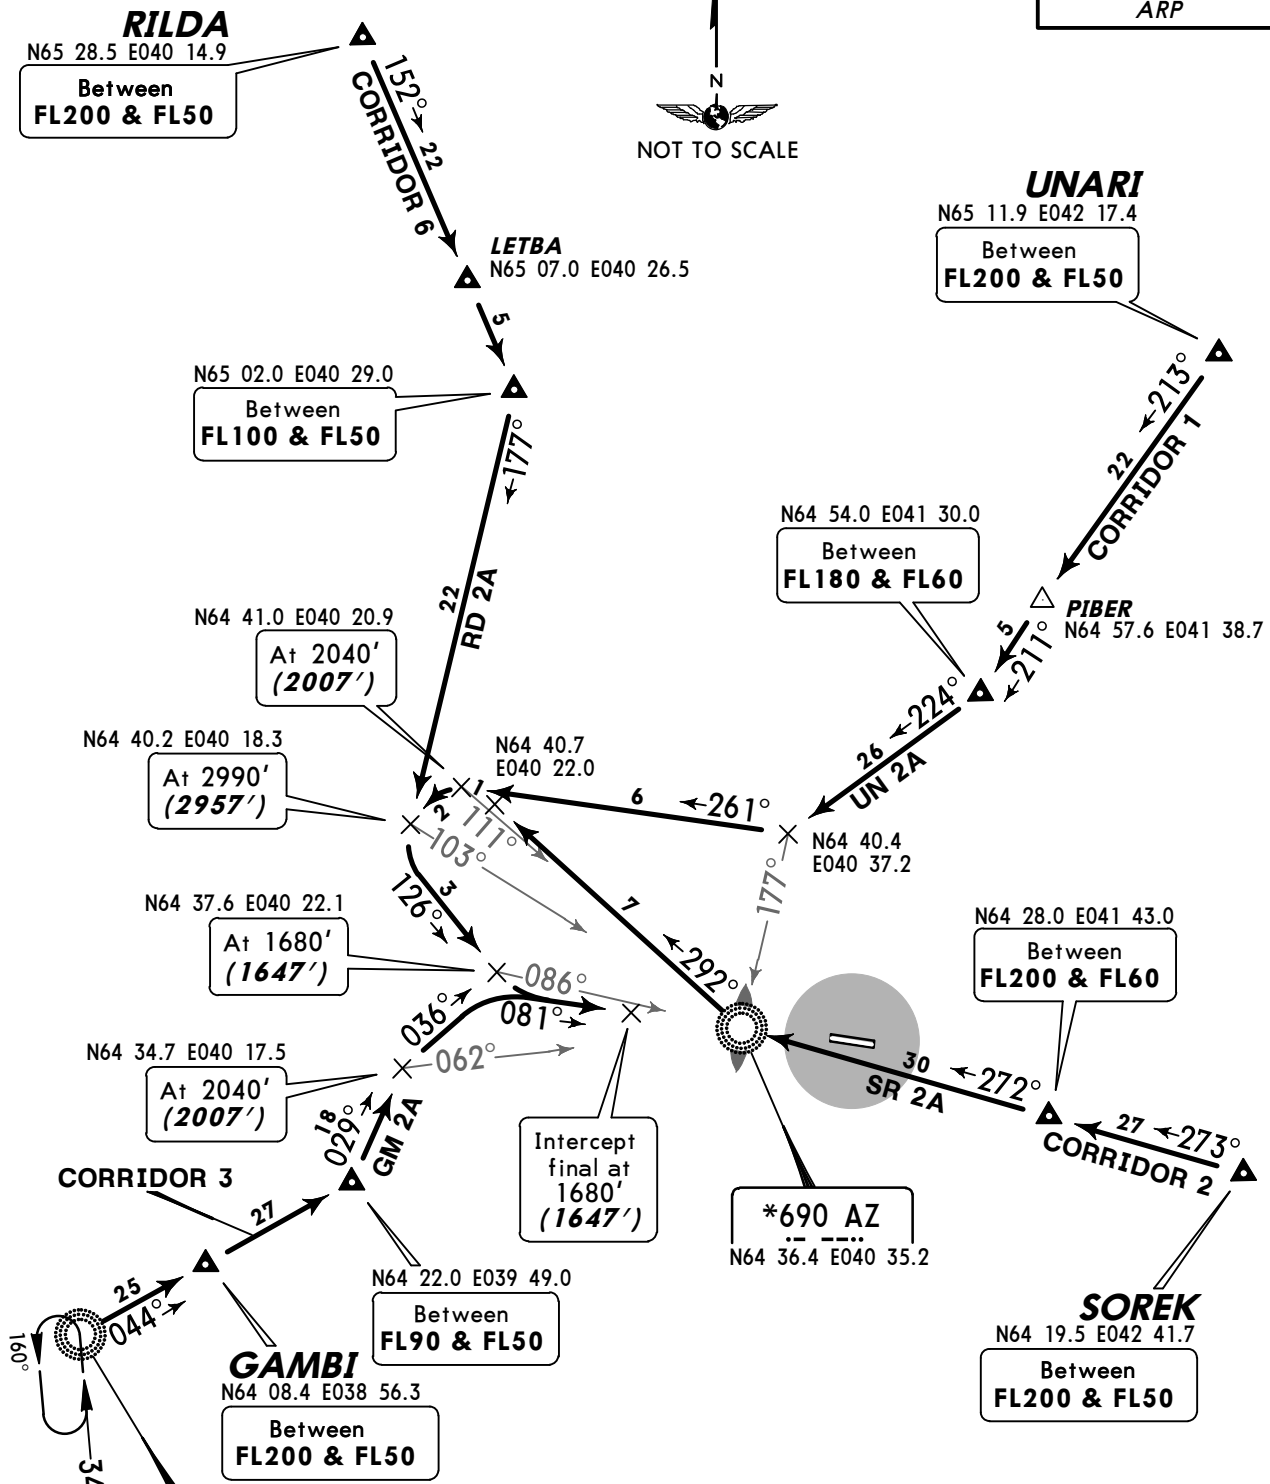 ARP
RILDA
N65 28.5 E040 14.9
Between
FL200 & FL50
152°
22
CORRIDOR 6
N
NOT TO SCALE
UNARI
N65 11.9 E042 17.4
Between
FL200 & FL50
LETBA
N65 07.0 E040 26.5
5
213°
22
CORRIDOR 1
N65 02.0 E040 29.0
Between
FL100 & FL50
177°
22
RD 2A
N64 54.0 E041 30.0
Between
FL180 & FL60
PIBER
N64 57.6 E041 38.7
5
211°
224°
26
UN 2A
N64 41.0 E040 20.9
At 2040'
(2007')
N64 40.2 E040 18.3
At 2990'
(2957')
N64 40.7
E040 22.0
1
2
111°
103°
6
261°
N64 40.4
E040 37.2
177°
3
126°
7
292°
N64 37.6 E040 22.1
At 1680'
(1647')
086°
081°
036°
062°
N64 34.7 E040 17.5
At 2040'
(2007')
N64 28.0 E041 43.0
Between
FL200 & FL60
30
272°
SR 2A
27
273°
CORRIDOR 2
18
029°
GM 2A
Intercept
final at
1680'
(1647')
*690 AZ
N64 36.4 E040 35.2
CORRIDOR 3
27
25
044°
160°
34
N64 22.0 E039 49.0
Between
FL90 & FL50
GAMBI
N64 08.4 E038 56.3
Between
FL200 & FL50
SOREK
N64 19.5 E042 41.7
Between
FL200 & FL50